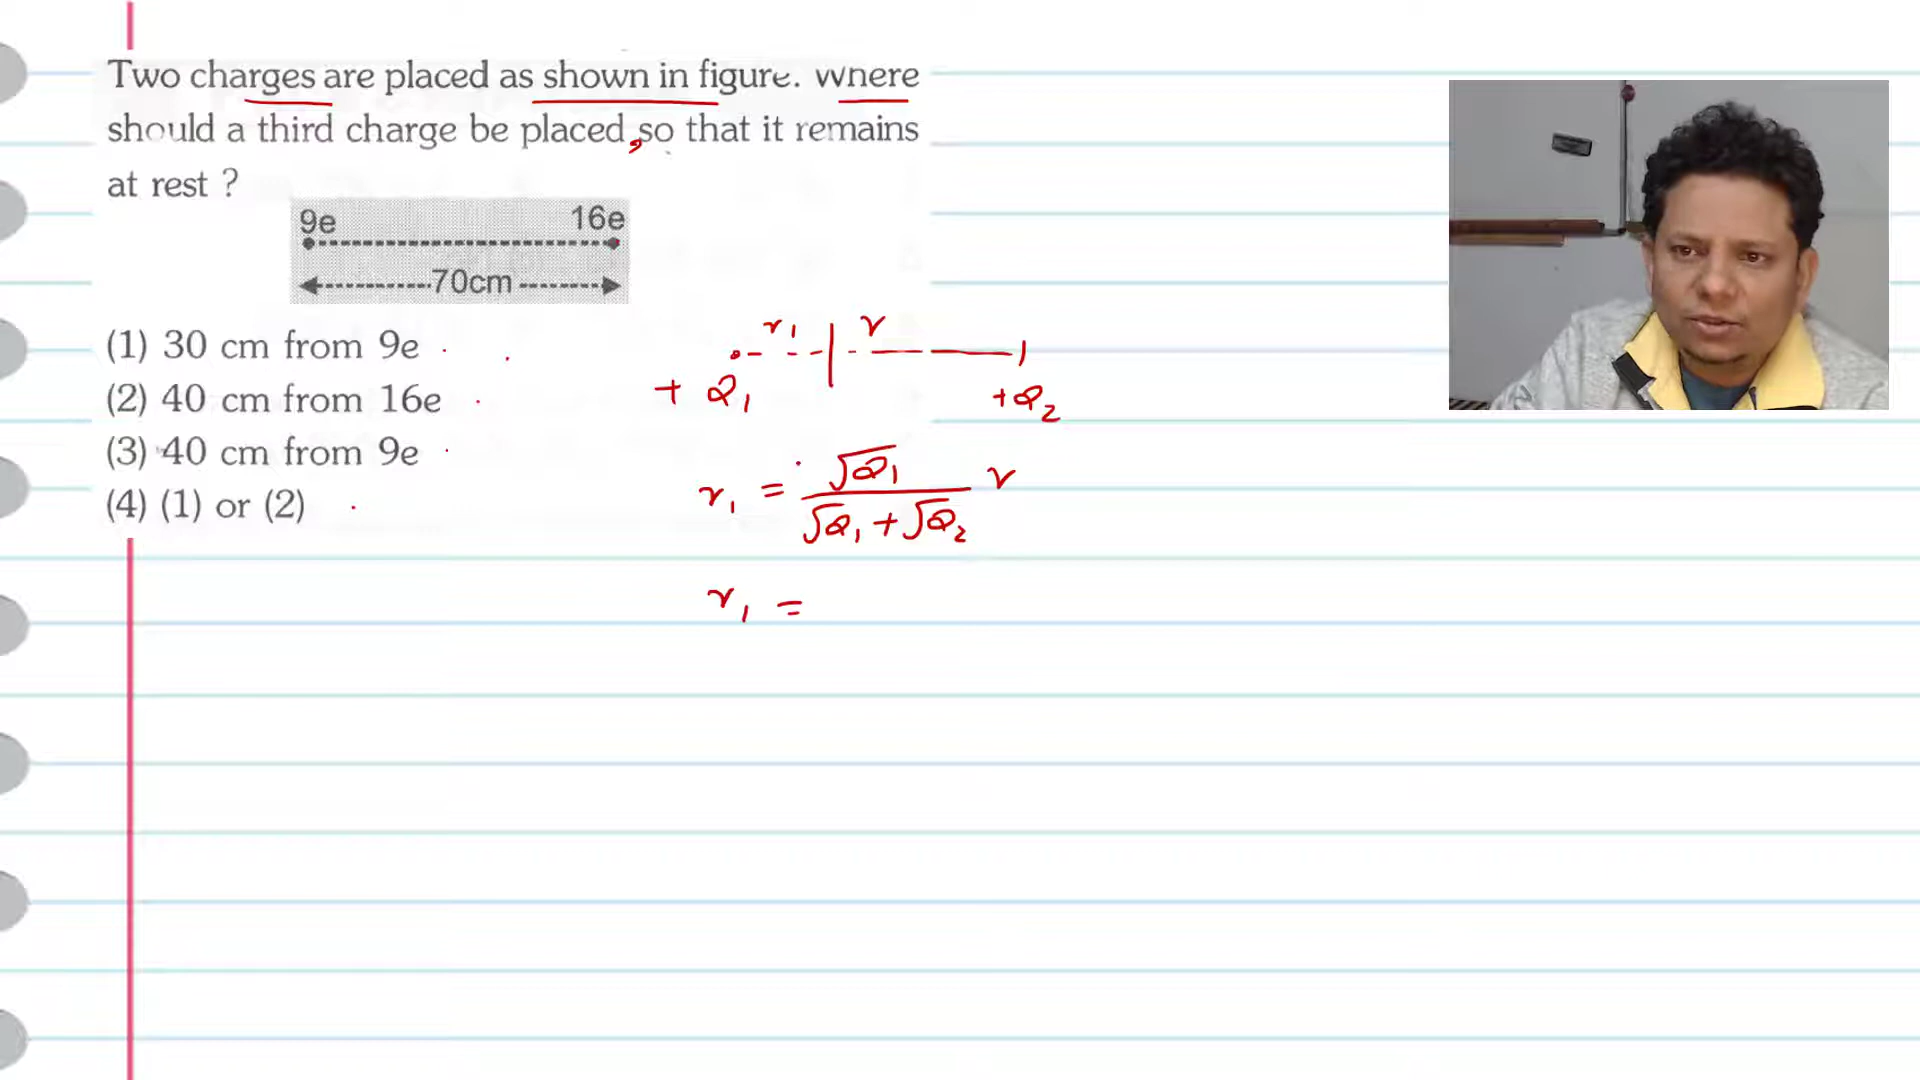 Two charges are placed as shown in figure. Where
should a third charge be placed, so that it remains
at rest ?
9e 16e
70cm
(1) 30 cm from 9e
(2) 40 cm from 16e
(3) 40 cm from 9e
(4) (1) or (2)
r₁ r
+ Q₁ +Q₂
r₁ = √Q₁ / (√Q₁ + √Q₂) r
r₁ =